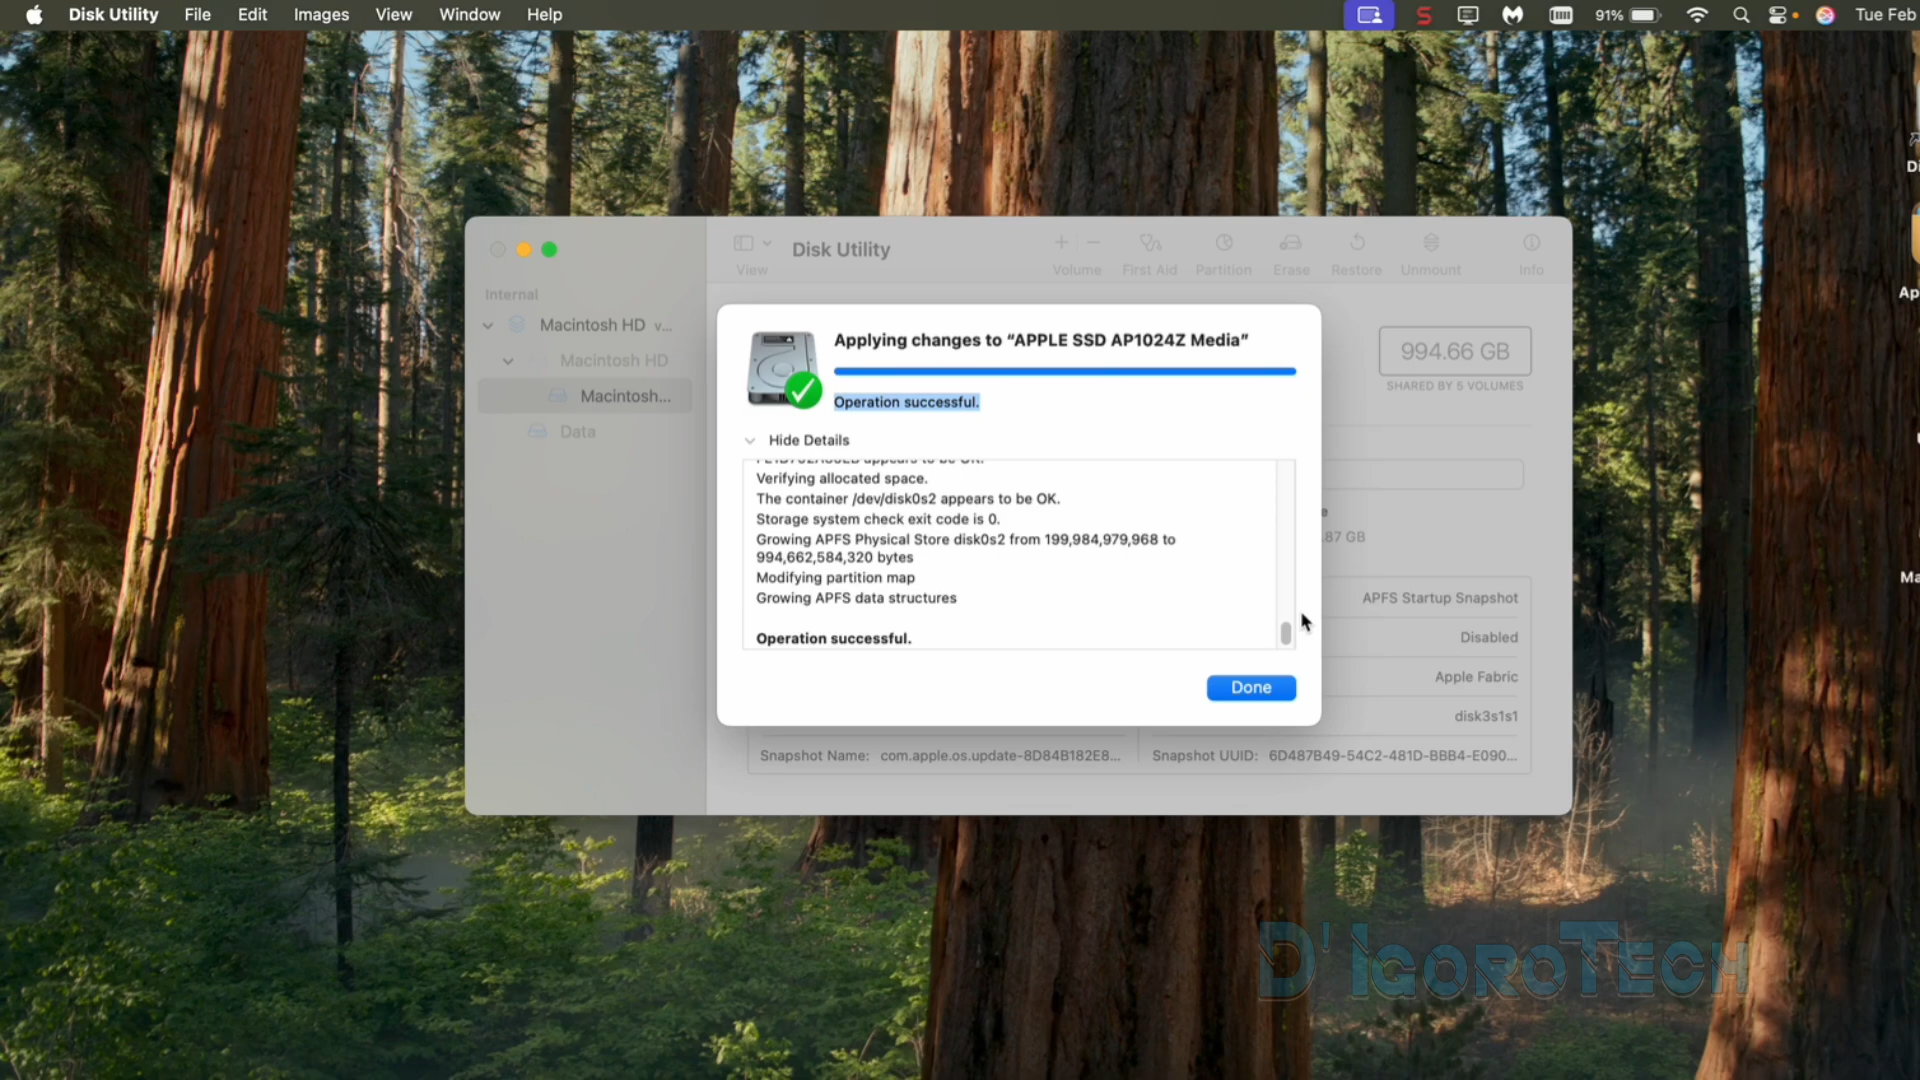 Disk Utility File Edit Images View Window Help
91% Tue Feb
Disk Utility
View
Volume First Aid Partition Erase Restore Unmount Info
Internal
Macintosh HD v...
Macintosh HD
Macintosh...
Data
994.66 GB
SHARED BY 5 VOLUMES
Applying changes to “APPLE SSD AP1024Z Media”
Operation successful.
Hide Details
Verifying allocated space.
The container /dev/disk0s2 appears to be OK.
Storage system check exit code is 0.
Growing APFS Physical Store disk0s2 from 199,984,979,968 to
994,662,584,320 bytes
Modifying partition map
Growing APFS data structures
Operation successful.
Done
.87 GB
APFS Startup Snapshot
Disabled
Apple Fabric
disk3s1s1
Snapshot Name: com.apple.os.update-8D84B182E8...
Snapshot UUID: 6D487B49-54C2-481D-BBB4-E090...
D'IGOROTECH